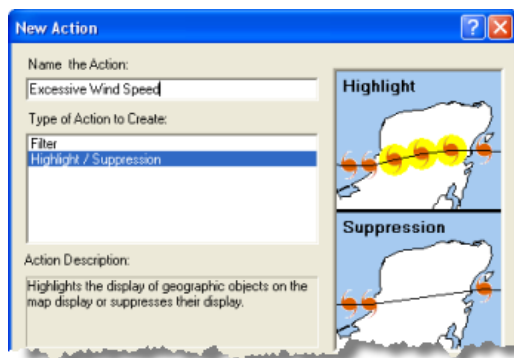 New Action
Name the Action:
Excessive Wind Speed
Type of Action to Create:
Filter
Highlight / Suppression
Action Description:
Highlights the display of geographic objects on the
map display or suppresses their display.
Highlight
Suppression